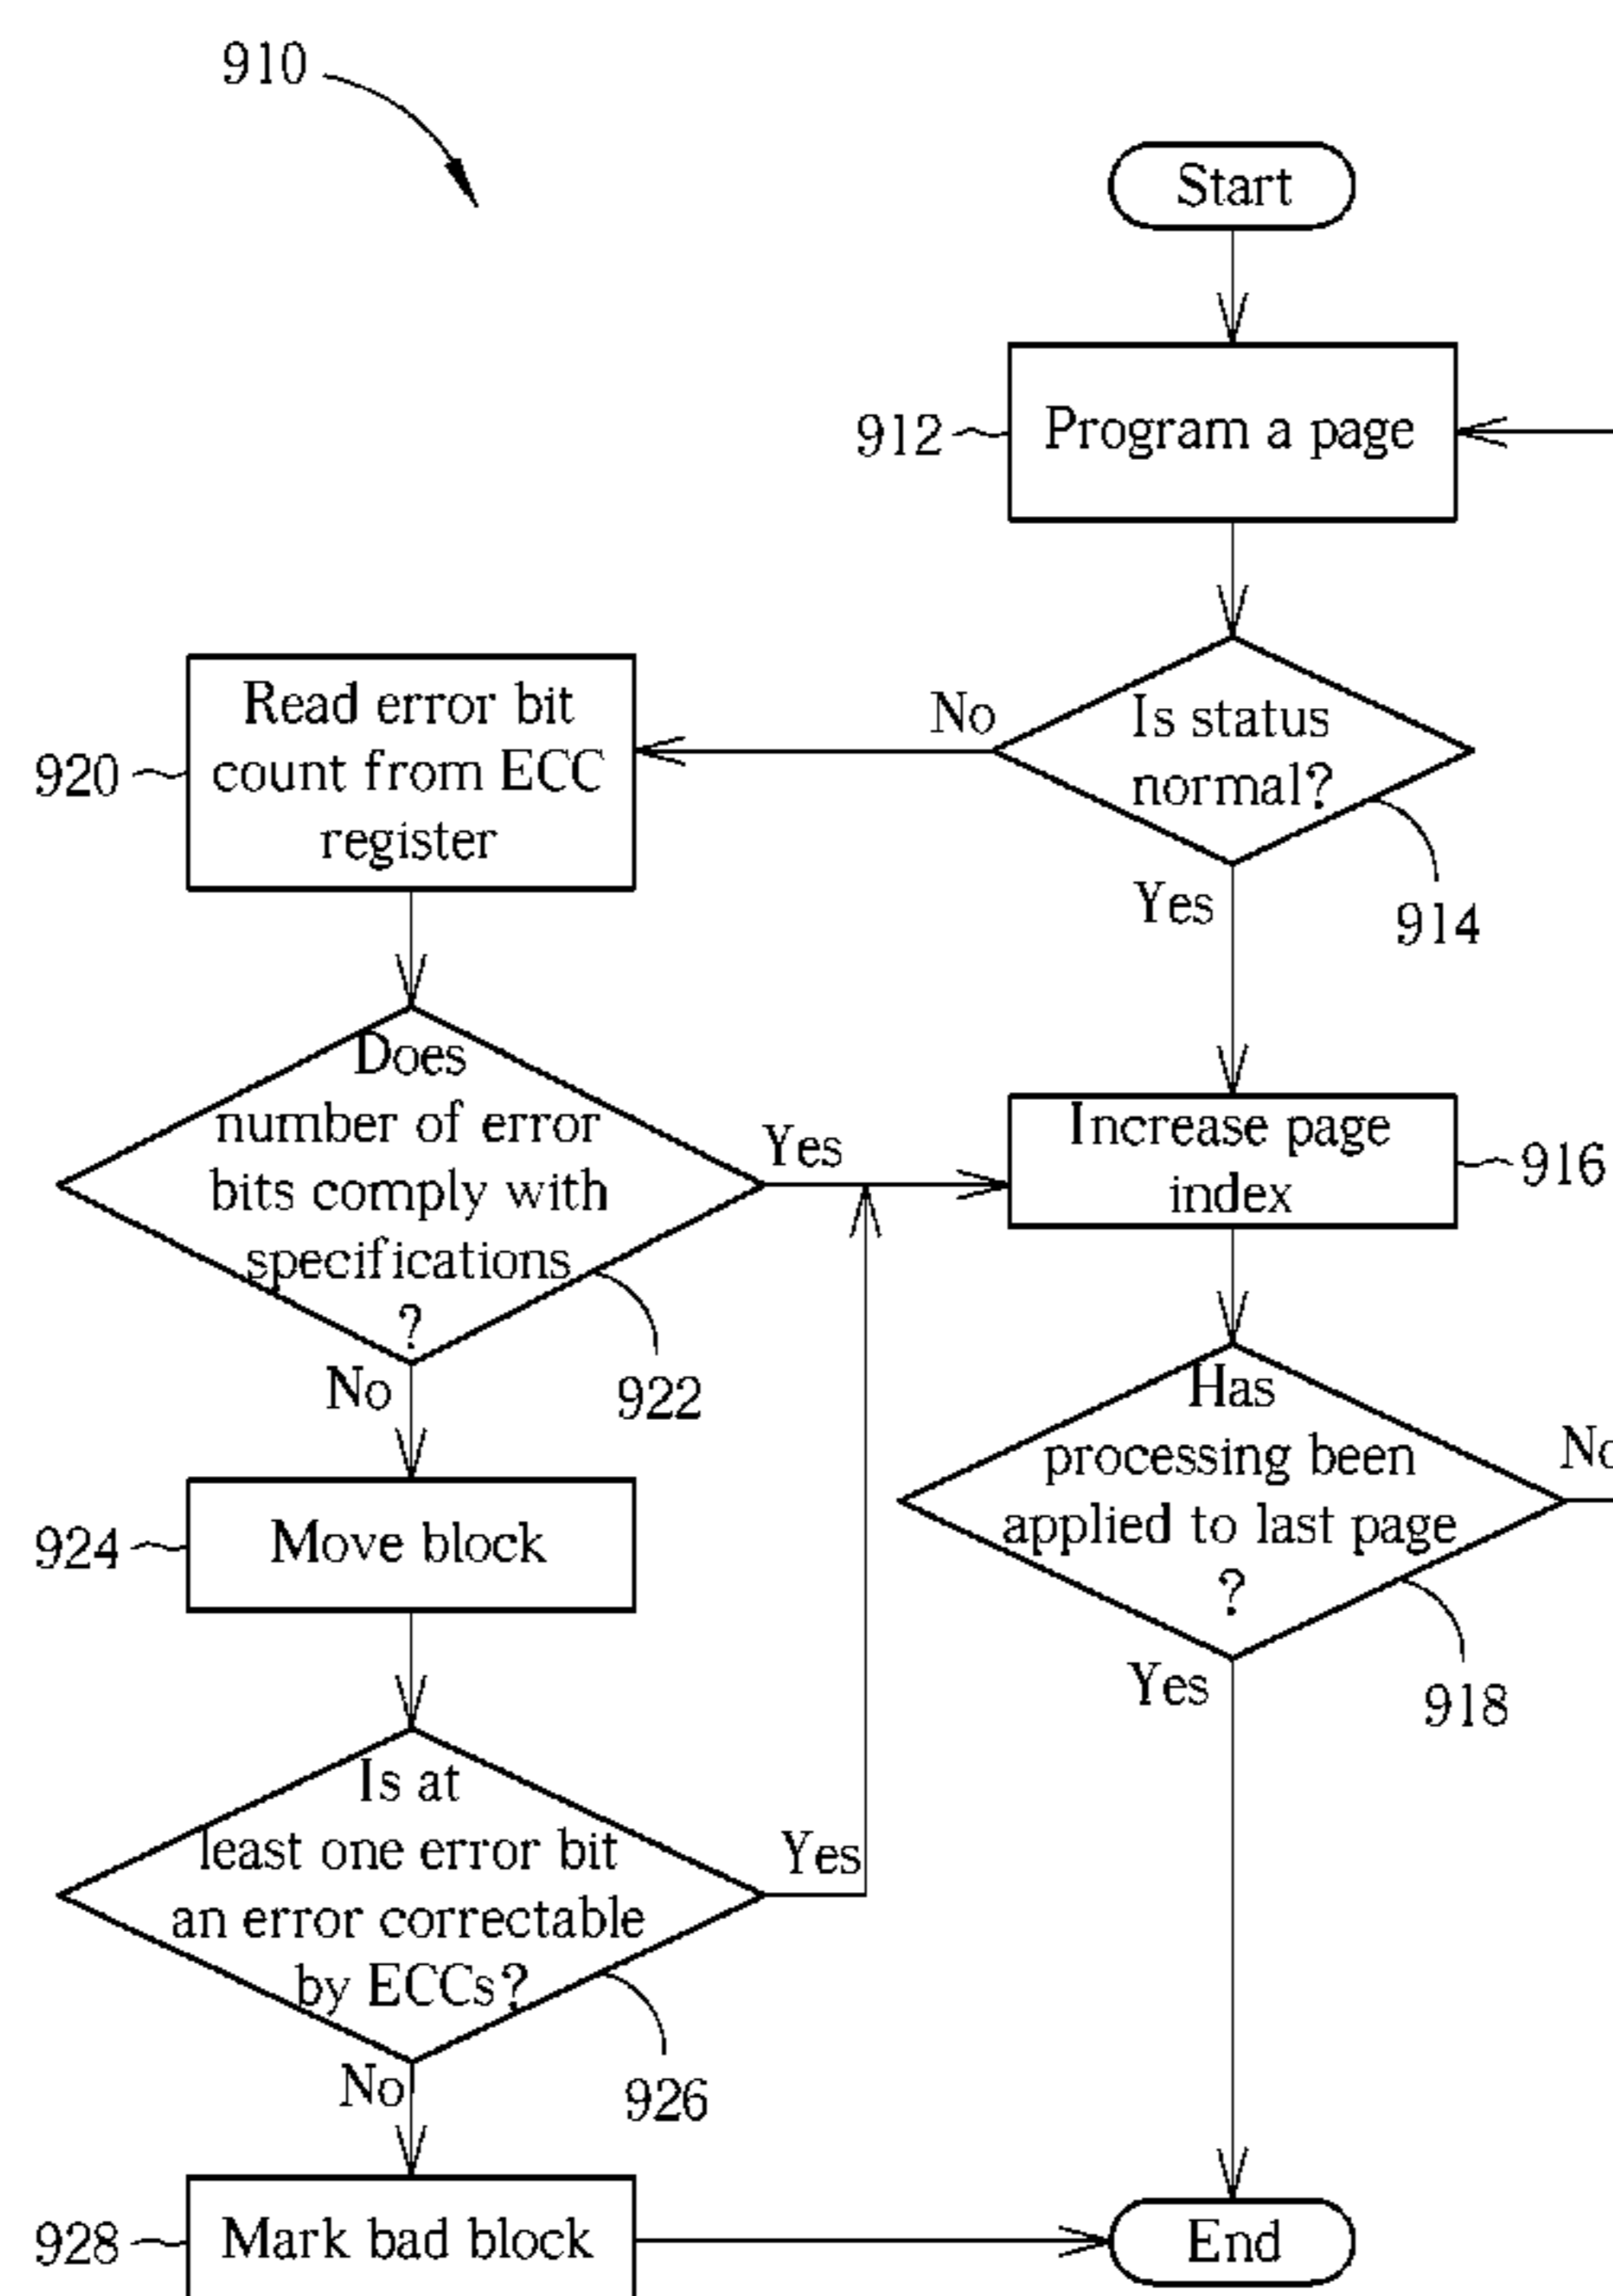 910
Start
912
Program a page
No
Is status
normal?
Yes
914
920
Read error bit
count from ECC
register
Does
number of error
bits comply with
specifications
?
Yes
No
922
Increase page
index
916
Has
processing been
applied to last page
?
No
Yes
918
924
Move block
Is at
least one error bit
an error correctable
by ECCs?
Yes
No
926
928
Mark bad block
End